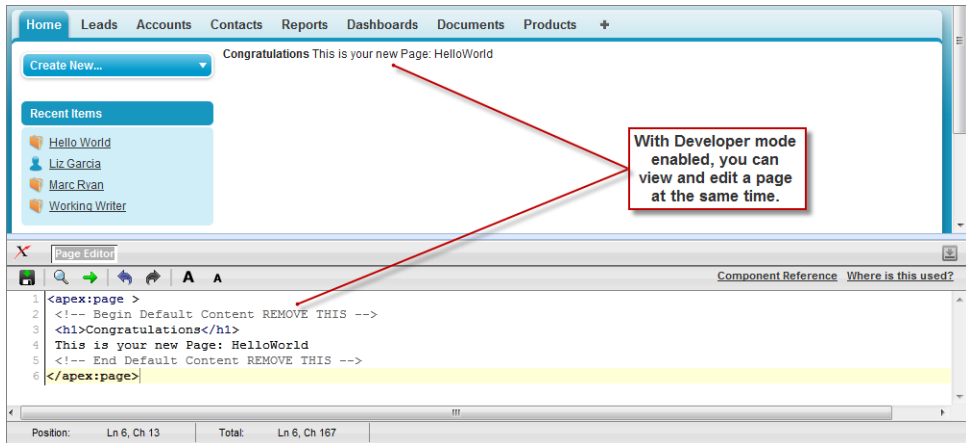 Home Leads Accounts Contacts Reports Dashboards Documents Products +
Create New...
Congratulations This is your new Page: HelloWorld
Recent Items
Hello World
Liz Garcia
Marc Ryan
Working Writer
With Developer mode
enabled, you can
view and edit a page
at the same time.
Page Editor
A A Component Reference Where is this used?
1 <apex:page >
2 <!-- Begin Default Content REMOVE THIS -->
3 <h1>Congratulations</h1>
4 This is your new Page: HelloWorld
5 <!-- End Default Content REMOVE THIS -->
6 </apex:page>
Position: Ln 6, Ch 13 Total: Ln 6, Ch 167